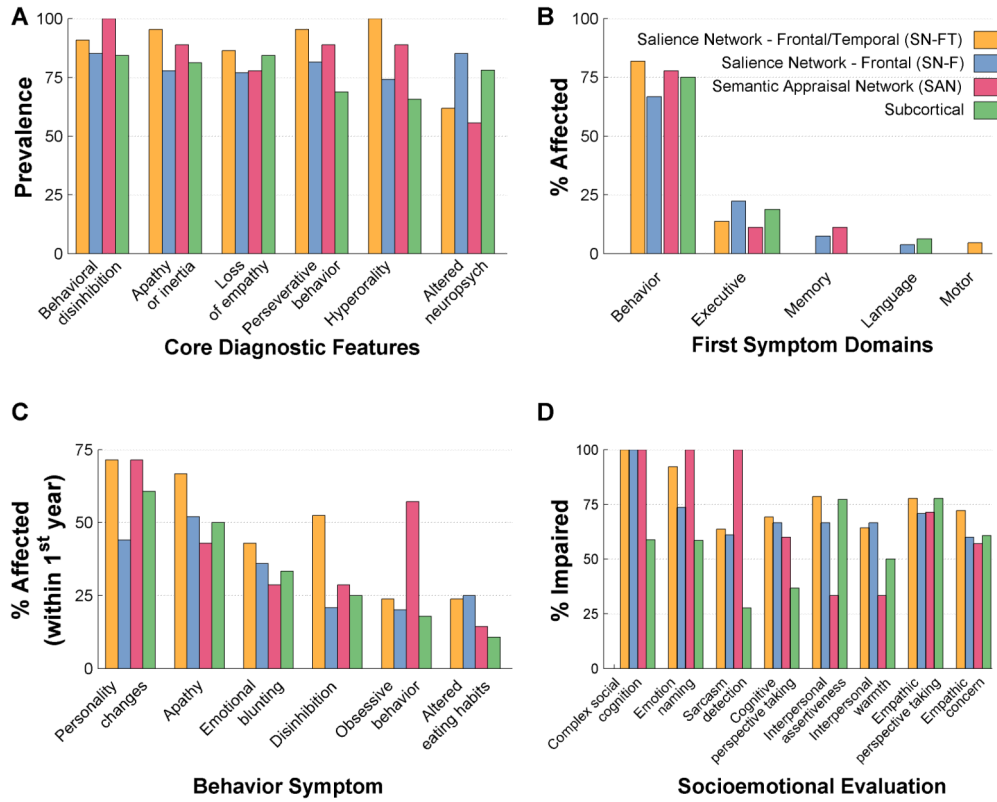 A
100
75
50
25
0
Prevalence
Behavioral
disinhibition
Apathy
or inertia
Loss
of empathy
Perseverative
behavior
Hyperorality
Altered
neuropsych
Core Diagnostic Features
B
100
75
50
25
0
% Affected
Salience Network - Frontal/Temporal (SN-FT)
Salience Network - Frontal (SN-F)
Semantic Appraisal Network (SAN)
Subcortical
Behavior
Executive
Memory
Language
Motor
First Symptom Domains
C
75
50
25
0
% Affected
(within 1st year)
Personality
changes
Apathy
Emotional
blunting
Disinhibition
Obsessive
behavior
Altered
eating habits
Behavior Symptom
D
100
75
50
25
0
% Impaired
Complex social
cognition
Emotion
naming
Sarcasm
detection
Cognitive
perspective taking
Interpersonal
assertiveness
Interpersonal
warmth
Empathic
perspective taking
Empathic
concern
Socioemotional Evaluation